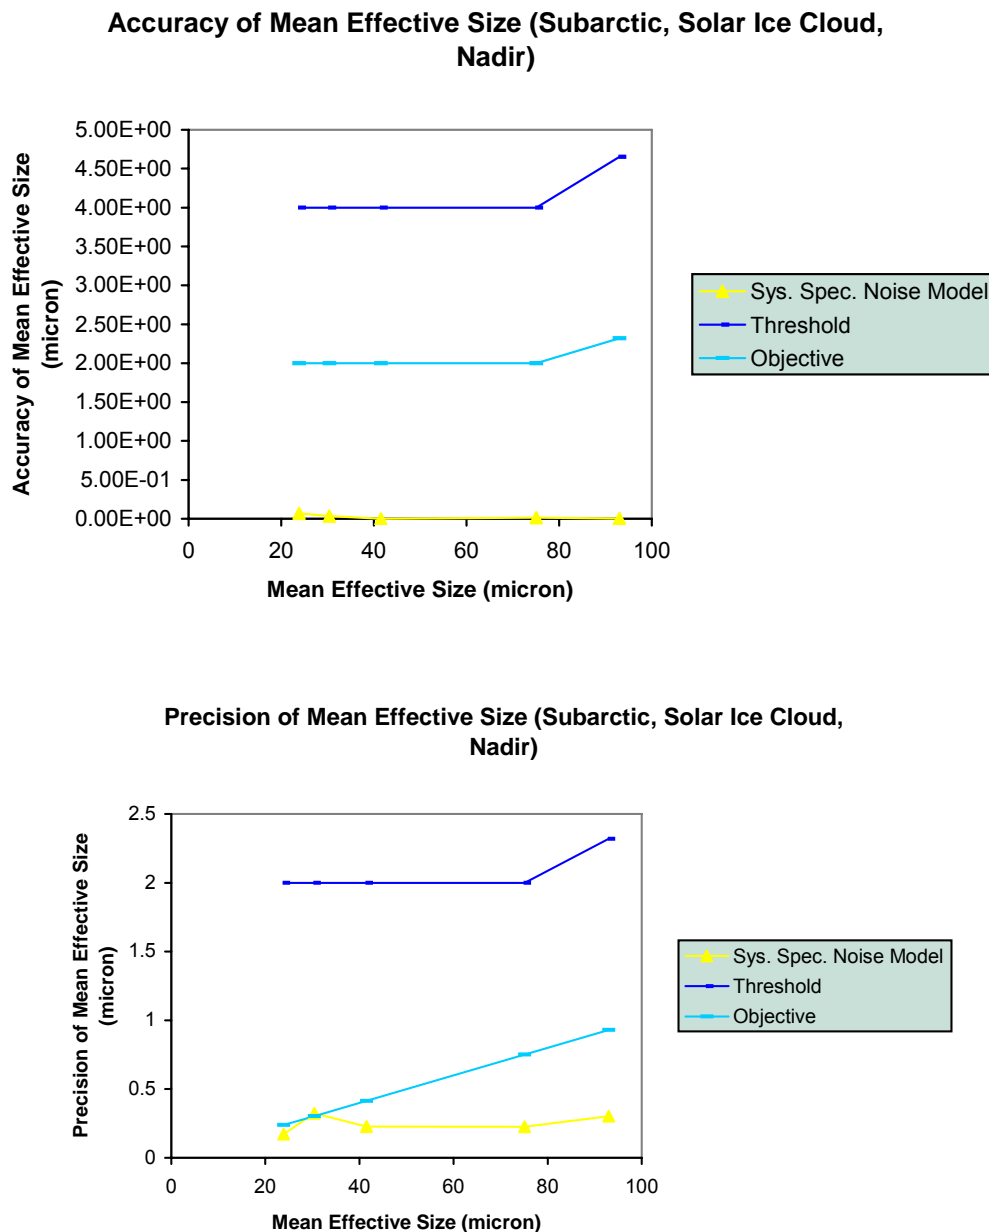 Accuracy of Mean Effective Size (Subarctic, Solar Ice Cloud,
Nadir)
5.00E+00
4.50E+00
4.00E+00
3.50E+00
3.00E+00
2.50E+00
2.00E+00
1.50E+00
1.00E+00
5.00E-01
0.00E+00
0 20 40 60 80 100
Accuracy of Mean Effective Size
(micron)
Mean Effective Size (micron)
Sys. Spec. Noise Model
Threshold
Objective
Precision of Mean Effective Size (Subarctic, Solar Ice Cloud,
Nadir)
2.5
2
1.5
1
0.5
0
0 20 40 60 80 100
Precision of Mean Effective Size
(micron)
Mean Effective Size (micron)
Sys. Spec. Noise Model
Threshold
Objective